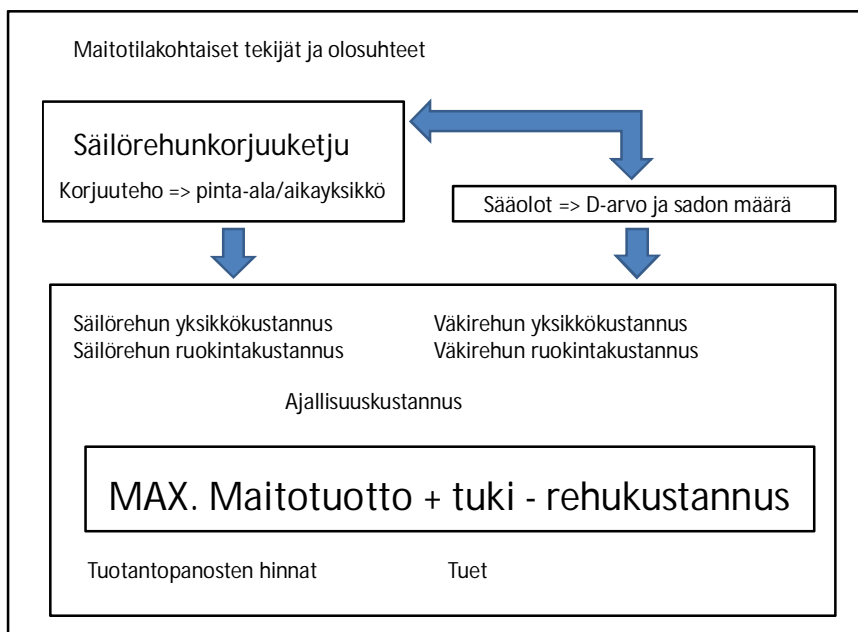 Maitotilakohtaiset tekijät ja olosuhteet
Säilörehunkorjuuketju
Korjuuteho => pinta-ala/aikayksikkö
Sääolot => D-arvo ja sadon määrä
Säilörehun yksikkökustannus
Säilörehun ruokintakustannus
Väkirehun yksikkökustannus
Väkirehun ruokintakustannus
Ajallisuuskustannus
MAX. Maitotuotto + tuki - rehukustannus
Tuotantopanosten hinnat
Tuet